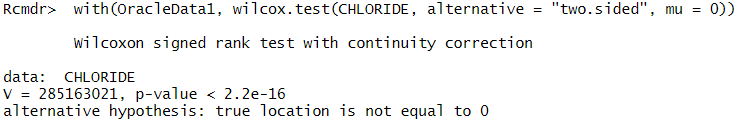 Rcmdr> with(OracleData1, wilcox.test(CHLORIDE, alternative = "two.sided", mu = 0))
Wilcoxon signed rank test with continuity correction
data: CHLORIDE
V = 285163021, p-value < 2.2e-16
alternative hypothesis: true location is not equal to 0